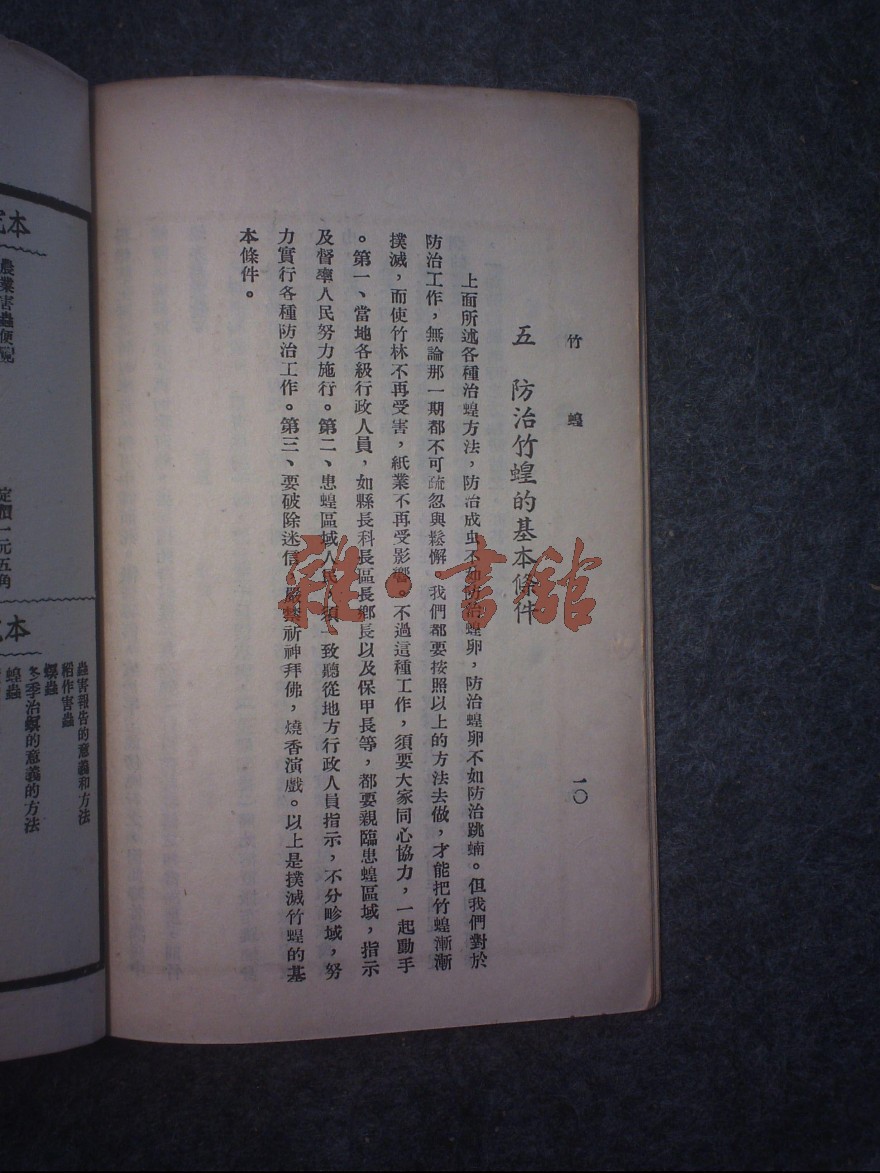 竹蝗
一〇
五 防治竹蝗的基本條件
上面所述各種治蝗方法，防治成虫不如防治蝗卵，防治蝗卵不如防治跳蝻。但我們對於
防治工作，無論那一期都不可疏忽與鬆懈，我們都要按照以上的方法去做，才能把竹蝗漸漸
撲滅，而使竹林不再受害，紙業不再受影響。不過這種工作，須要大家同心協力，一起動手
。第一、當地各級行政人員，如縣長科長區長鄉長以及保甲長等，都要親臨患蝗區域，指示
及督率人民努力施行。第二、患蝗區域人民，須一致聽從地方行政人員指示，不分畛域，努
力實行各種防治工作。第三、要破除迷信，嚴禁祈神拜佛，燒香演戲。以上是撲滅竹蝗的基
本條件。
雜·書館
農業害蟲便覽
定價一元五角
蟲害報告的意義和方法
稻作害蟲
螟蟲
冬季治螟的意義的方法
蝗蟲